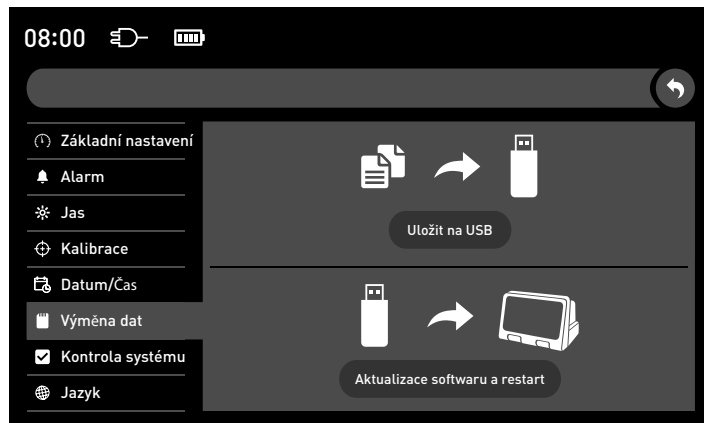 08:00
Základní nastavení
Alarm
Jas
Kalibrace
Datum/Čas
Výměna dat
Kontrola systému
Jazyk
Uložit na USB
Aktualizace softwaru a restart